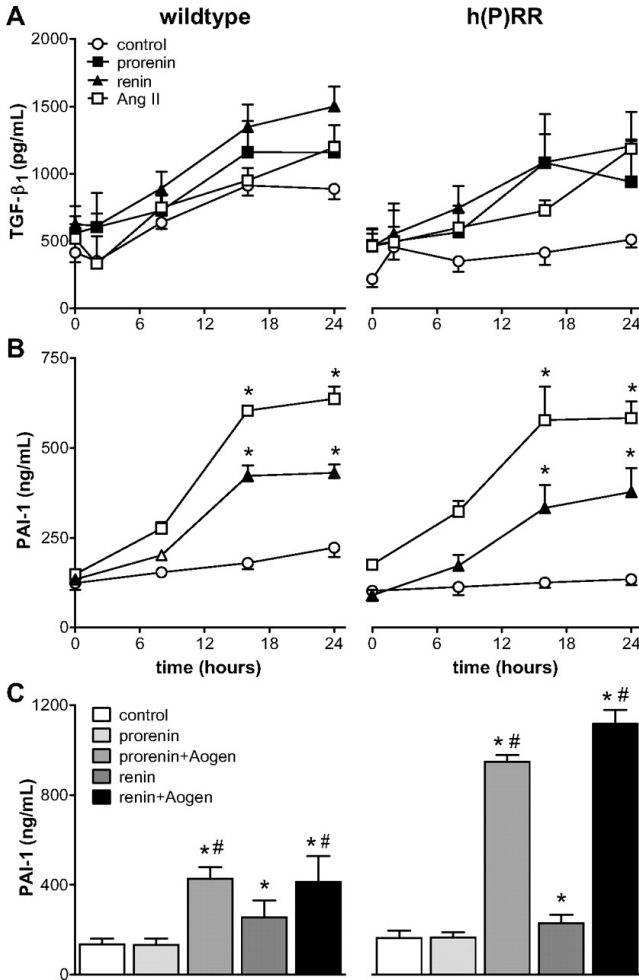 A
wildtype
h(P)RR
2000
1500
1000
500
0
TGF-β1 (pg/mL)
control
prorenin
renin
Ang II
0 6 12 18 24
0 6 12 18 24
B
750
500
250
0
PAI-1 (ng/mL)
* *
* *
* *
* *
0 6 12 18 24
0 6 12 18 24
time (hours)
time (hours)
C
1200
800
400
0
PAI-1 (ng/mL)
control
prorenin
prorenin+Aogen
renin
renin+Aogen
*# * *#
*# * *#